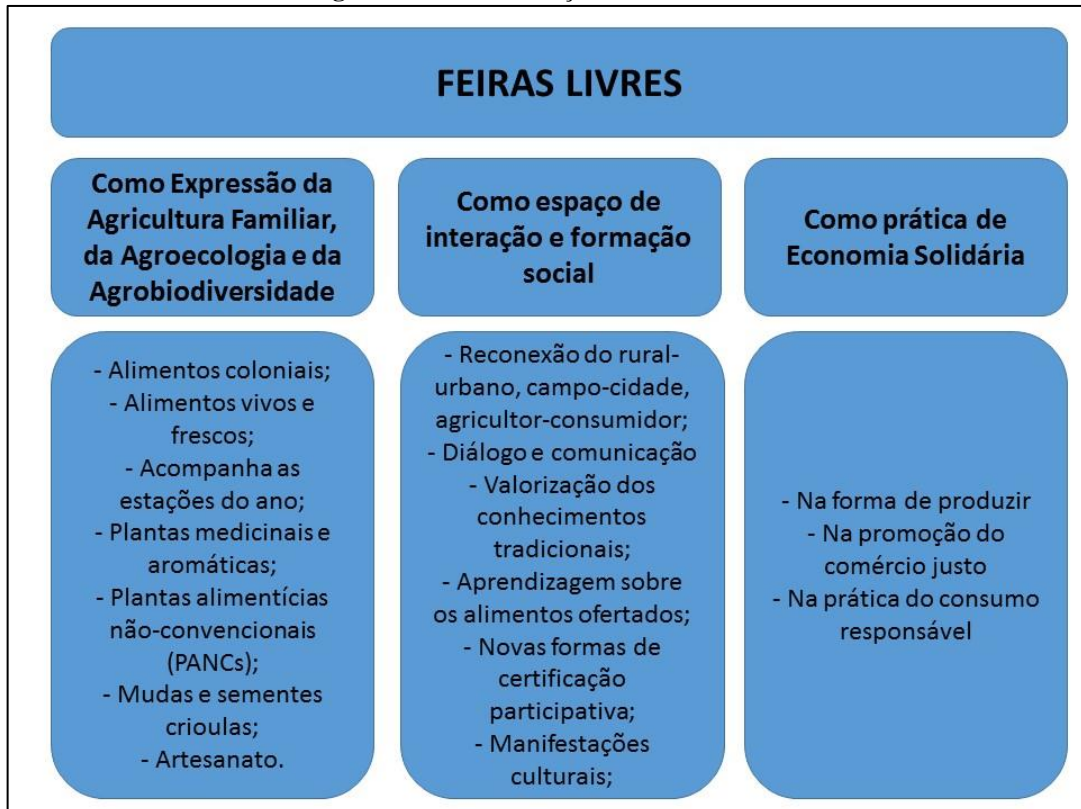 FEIRAS LIVRES
Como Expressão da
Agricultura Familiar,
da Agroecologia e da
Agrobiodiversidade
- Alimentos coloniais;
- Alimentos vivos e
frescos;
- Acompanha as
estações do ano;
- Plantas medicinais e
aromáticas;
- Plantas alimentícias
não-convencionais
(PANCs);
- Mudas e sementes
crioulas;
- Artesanato.
Como espaço de
interação e formação
social
- Reconexão do rural-
urbano, campo-cidade,
agricultor-consumidor;
- Diálogo e comunicação
- Valorização dos
conhecimentos
tradicionais;
- Aprendizagem sobre
os alimentos ofertados;
- Novas formas de
certificação
participativa;
- Manifestações
culturais;
Como prática de
Economia Solidária
- Na forma de produzir
- Na promoção do
comércio justo
- Na prática do consumo
responsável